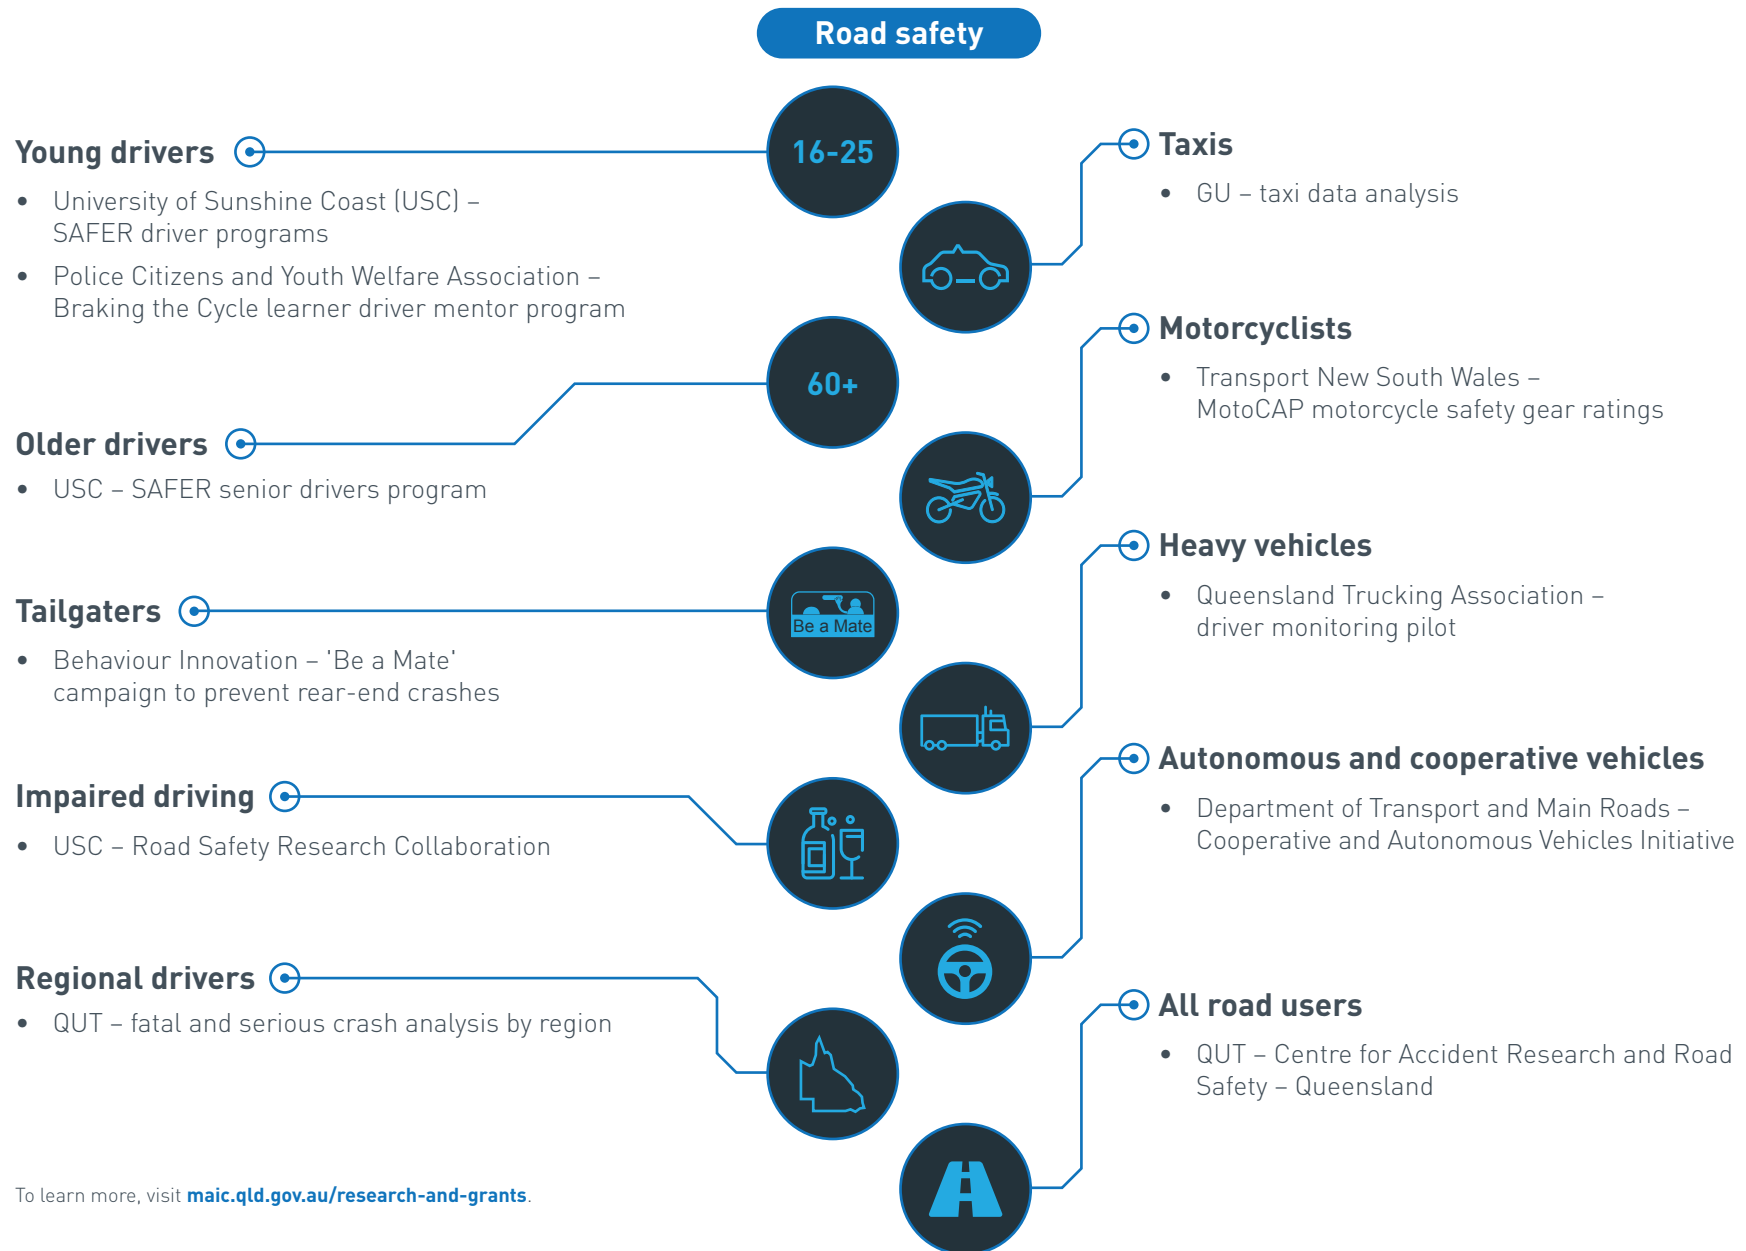 Road safety
Young drivers
• University of Sunshine Coast (USC) –
SAFER driver programs
• Police Citizens and Youth Welfare Association –
Braking the Cycle learner driver mentor program
16-25
Older drivers
• USC – SAFER senior drivers program
60+
Tailgaters
• Behaviour Innovation – 'Be a Mate'
campaign to prevent rear-end crashes
Be a Mate
Impaired driving
• USC – Road Safety Research Collaboration
Regional drivers
• QUT – fatal and serious crash analysis by region
Taxis
• GU – taxi data analysis
Motorcyclists
• Transport New South Wales –
MotoCAP motorcycle safety gear ratings
Heavy vehicles
• Queensland Trucking Association –
driver monitoring pilot
Autonomous and cooperative vehicles
• Department of Transport and Main Roads –
Cooperative and Autonomous Vehicles Initiative
All road users
• QUT – Centre for Accident Research and Road
Safety – Queensland
To learn more, visit maic.qld.gov.au/research-and-grants.